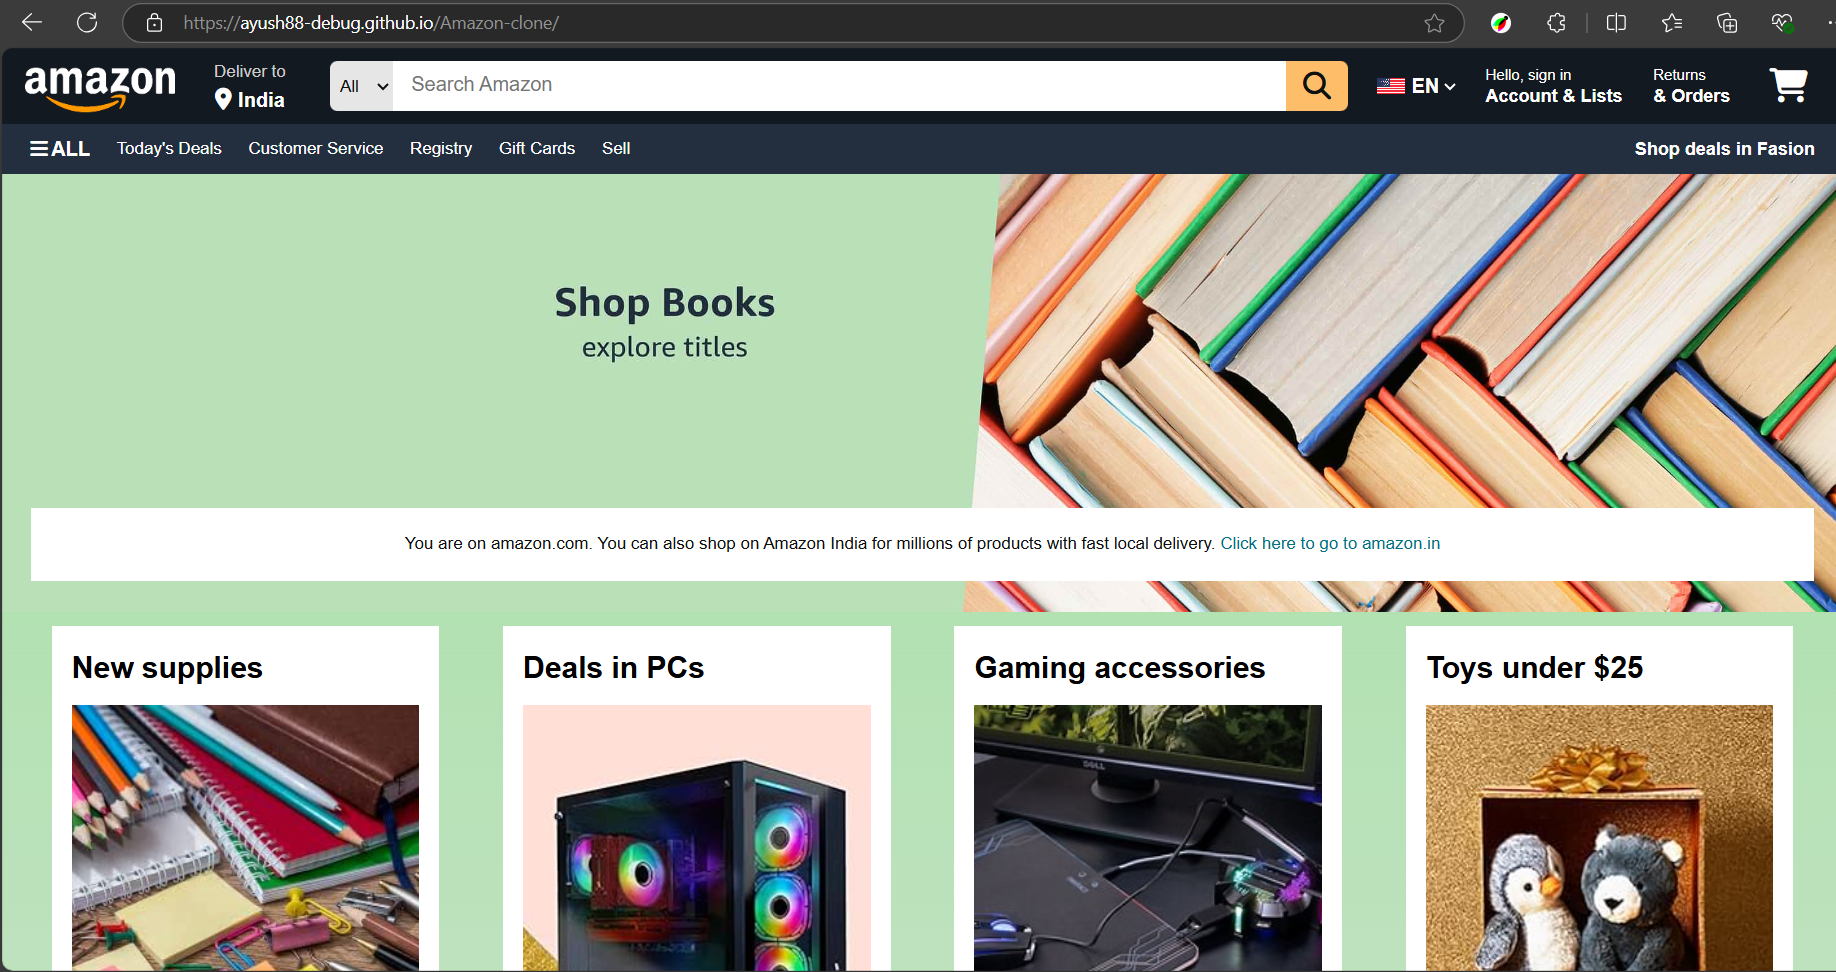 https://ayush88-debug.github.io/Amazon-clone/
amazon
Deliver to
India
All
Search Amazon
EN
Hello, sign in
Account & Lists
Returns
& Orders
ALL
Today's Deals
Customer Service
Registry
Gift Cards
Sell
Shop deals in Fasion
Shop Books
explore titles
You are on amazon.com. You can also shop on Amazon India for millions of products with fast local delivery. Click here to go to amazon.in
New supplies
Deals in PCs
Gaming accessories
Toys under $25
DELL